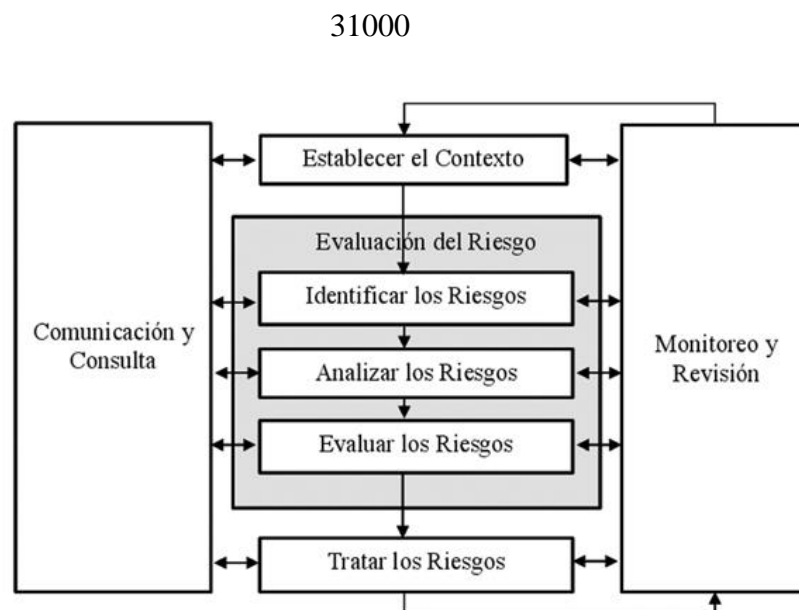 31000
Establecer el Contexto
Evaluación del Riesgo
Identificar los Riesgos
Comunicación y
Consulta
Analizar los Riesgos
Monitoreo y
Revisión
Evaluar los Riesgos
Tratar los Riesgos